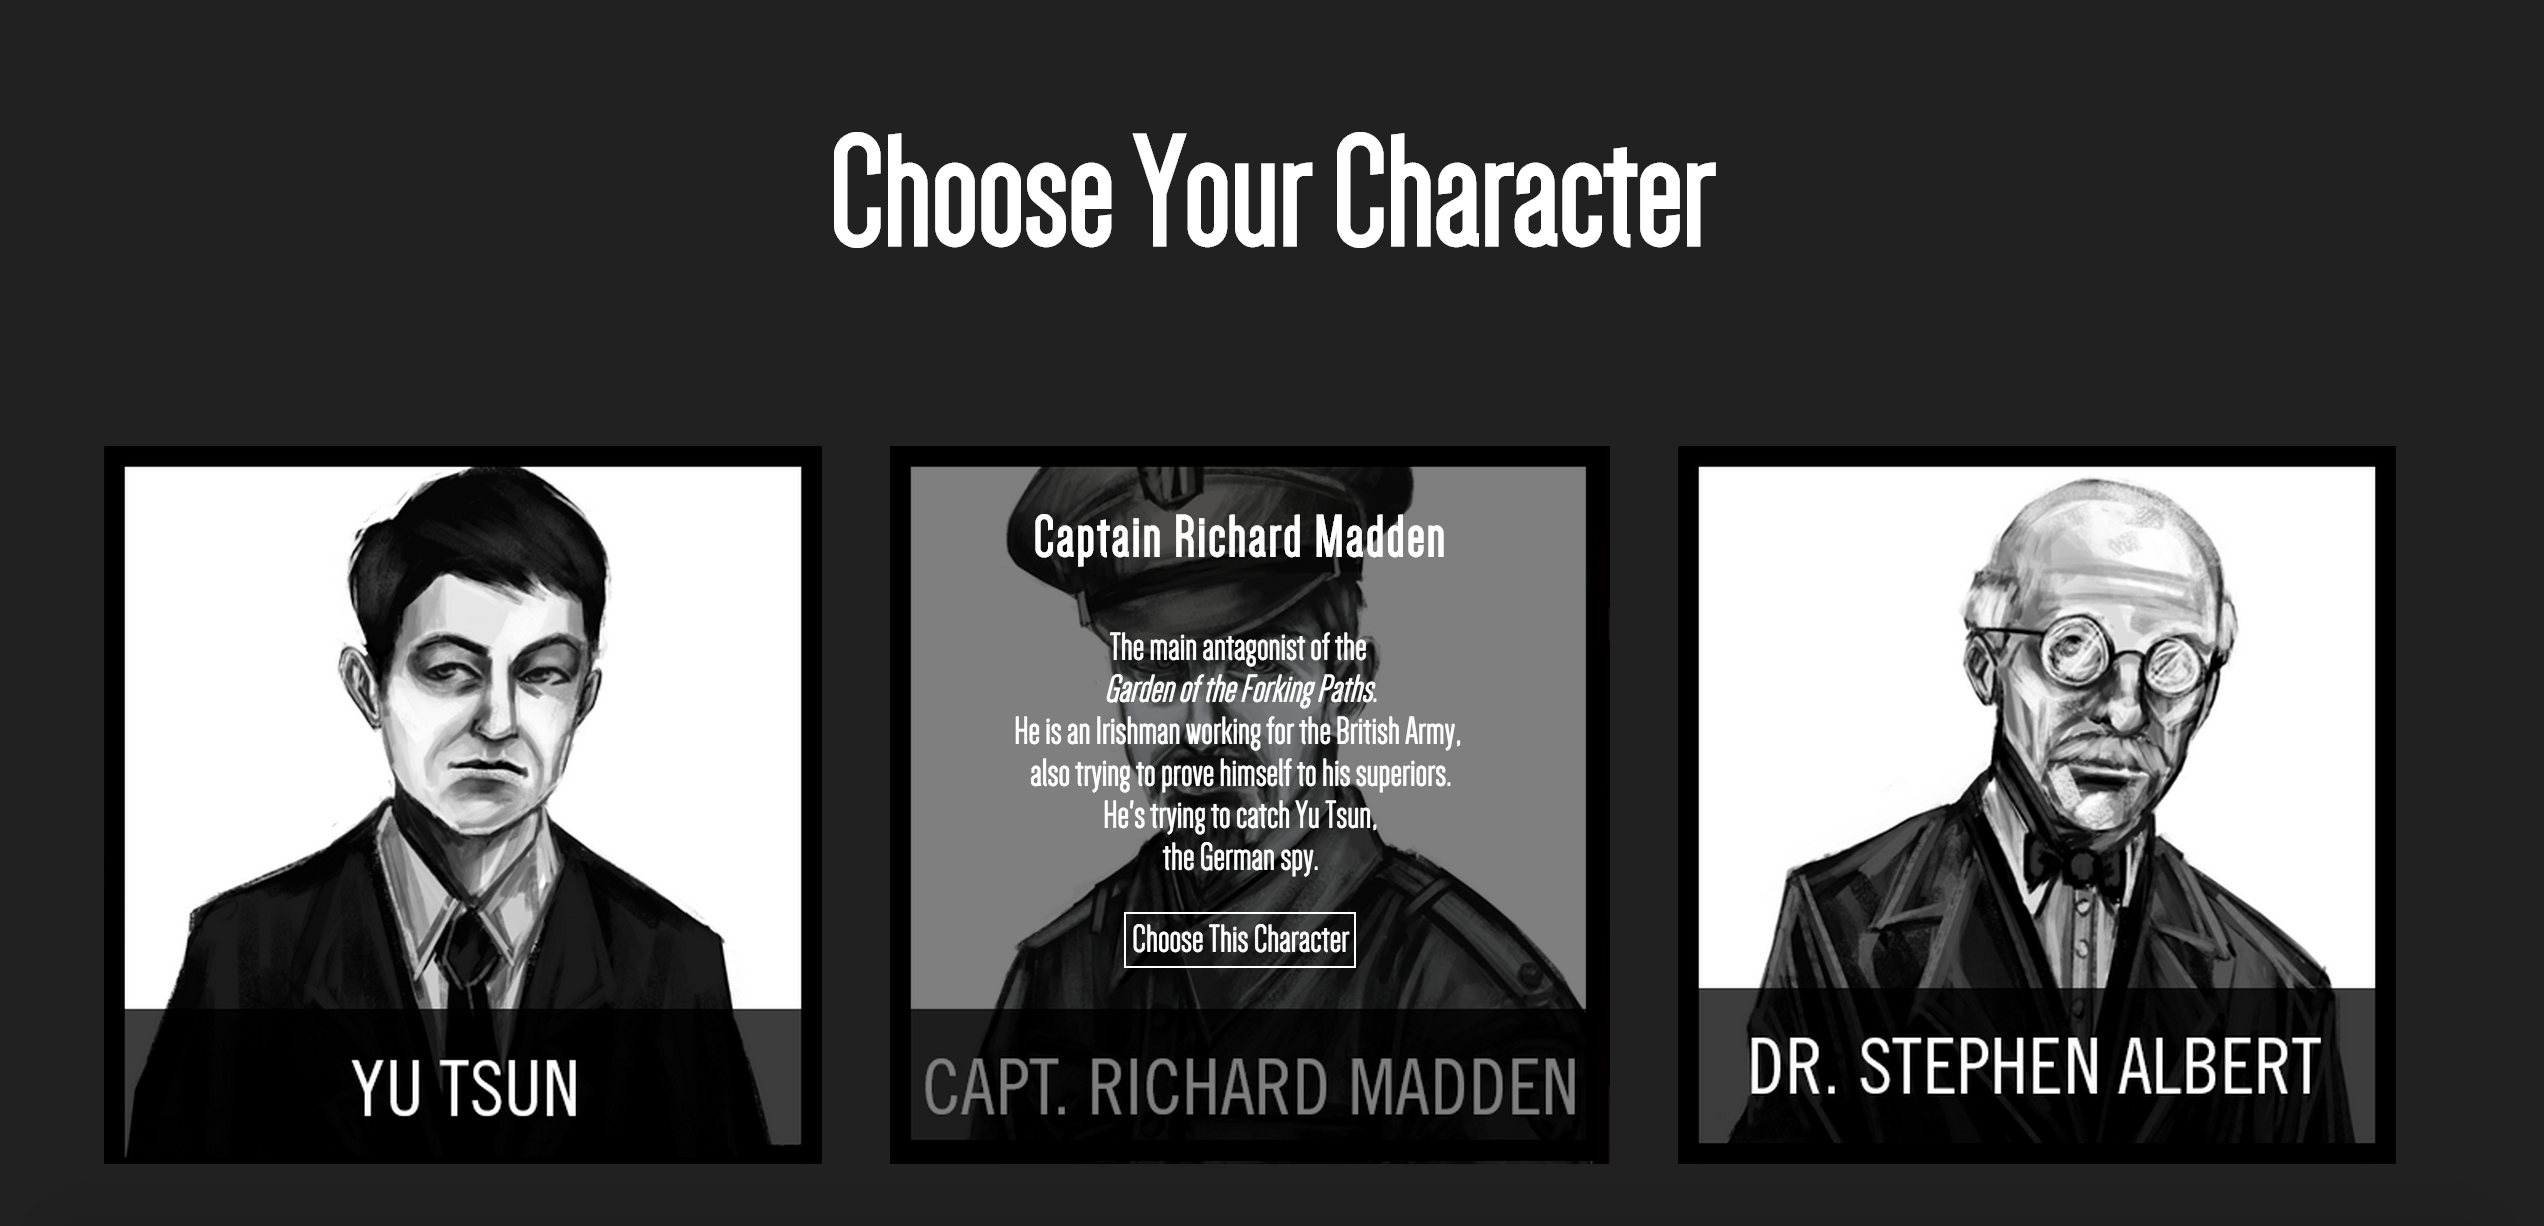 Choose Your Character
YU TSUN
Captain Richard Madden
The main antagonist of the
Garden of the Forking Paths.
He is an Irishman working for the British Army,
also trying to prove himself to his superiors.
He's trying to catch Yu Tsun,
the German spy.
Choose This Character
CAPT. RICHARD MADDEN
DR. STEPHEN ALBERT